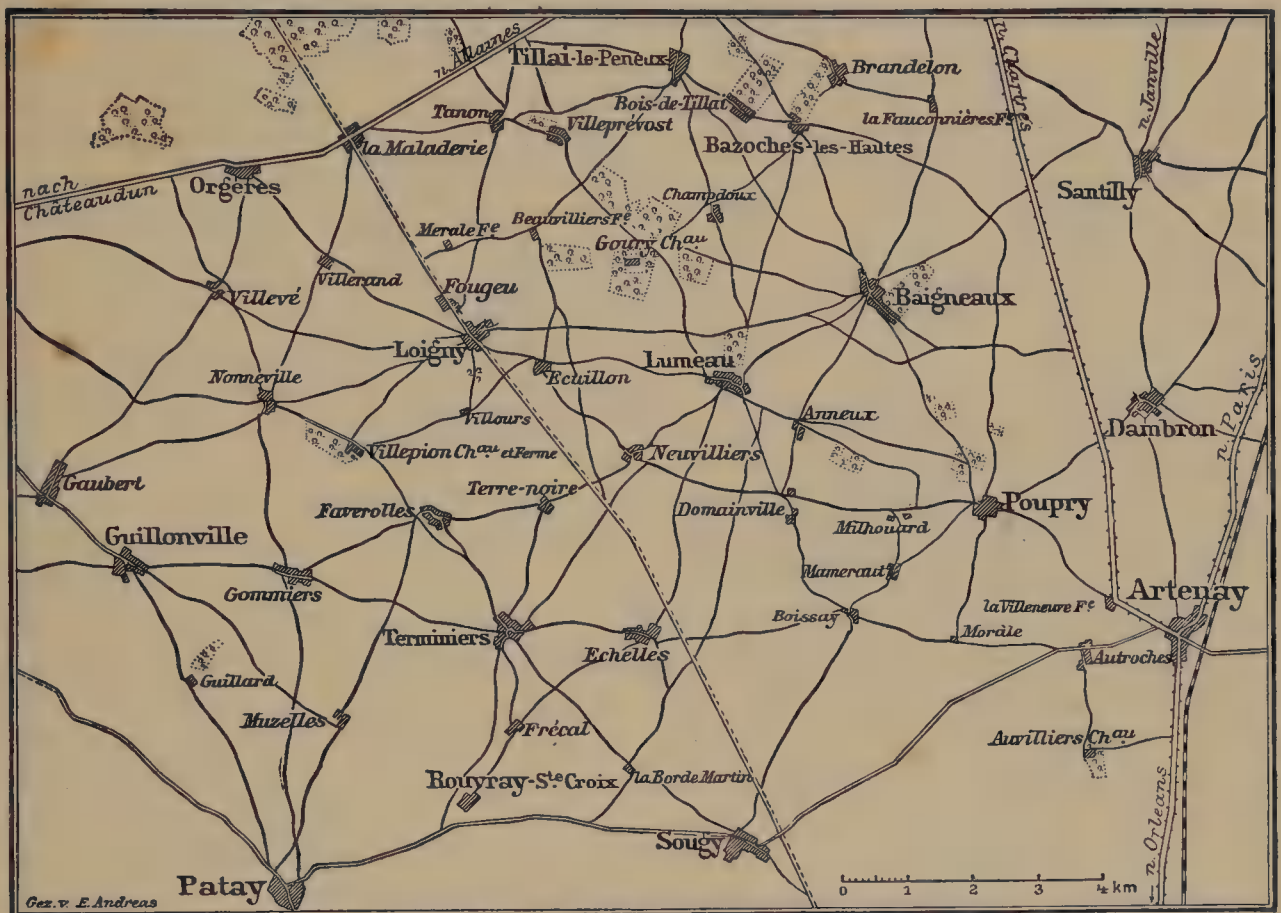 n. Allaines
Tillai-le-Peneux
n. Chartres
n. Janville
Brandelon
Bois-de-Tillat
la Fauconnières Fe
Tanon
Villeprévost
Bazoches-les-Hautes
la Maladerie
Santilly
nach
Châteaudun
Orgères
Champdoux
Beauvilliers Fe
Merale Fe
Goury Chau
Villerand
Villevé
Fougeu
Baigneaux
Loigny
Lumeau
Ecuillon
Nonneville
n. Paris
Villours
Anneux
Dambron
Villepion Chau et Ferme
Neuvilliers
Gaubert
Terre-noire
Faverolles
Domainville
Milhouard
Poupry
Guillonville
Mameraut
Gommiers
la Villeneuve Fe
Artenay
Terminiers
Echelles
Boissay
Moräle
Autroches
Guillard
Muzelles
Frécal
Auvilliers Chau
Rouvray-Ste Croix
la Borde Martin
Sougy
← n. Orleans
Patay
0 1 2 3 4 km
Gez. v. E. Andreas